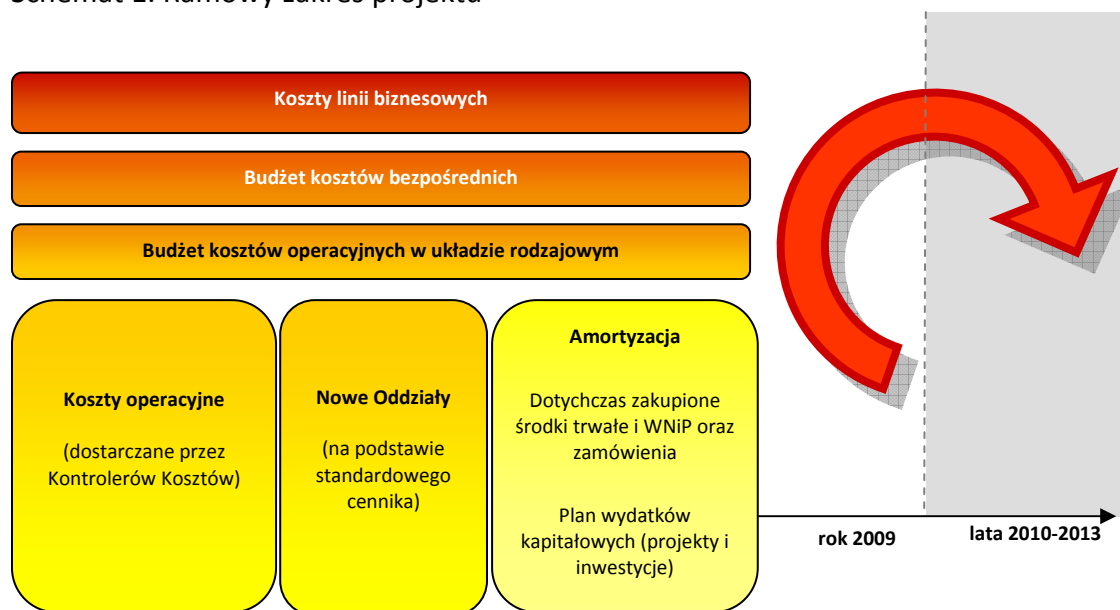 Schemat 1. Ramowy zakres projektu
Koszty linii biznesowych
Budżet kosztów bezpośrednich
Budżet kosztów operacyjnych w układzie rodzajowym
Koszty operacyjne
(dostarczane przez
Kontrolerów Kosztów)
Nowe Oddziały
(na podstawie
standardowego
cennika)
Amortyzacja
Dotychczas zakupione
środki trwałe i WNiP oraz
zamówienia
Plan wydatków
kapitałowych (projekty i
inwestycje)
rok 2009
lata 2010-2013